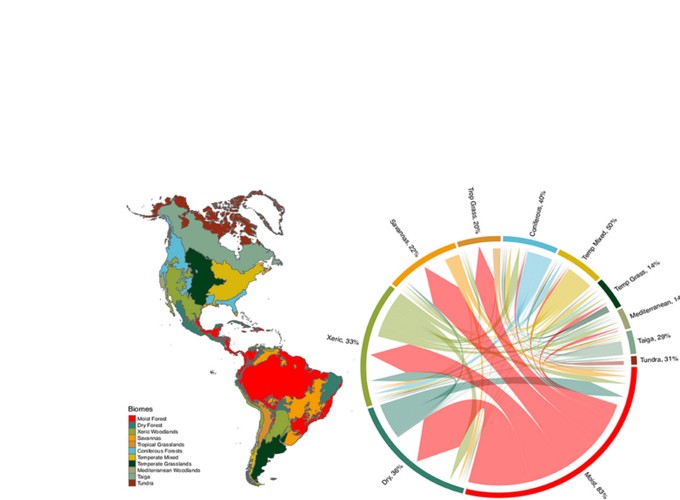 Savannas, 22%
Trop Grass, 20%
Coniferous, 40%
Temp Mixed, 50%
Temp Grass, 14%
Mediterranean, 14
Taiga, 29%
Tundra, 31%
Xeric, 33%
Dry, 36%
Moist, 83%
Biomes
Moist Forest
Dry Forest
Xeric Woodlands
Savannas
Tropical Grasslands
Coniferous Forests
Temperate Mixed
Temperate Grasslands
Mediterranean Woodlands
Taiga
Tundra